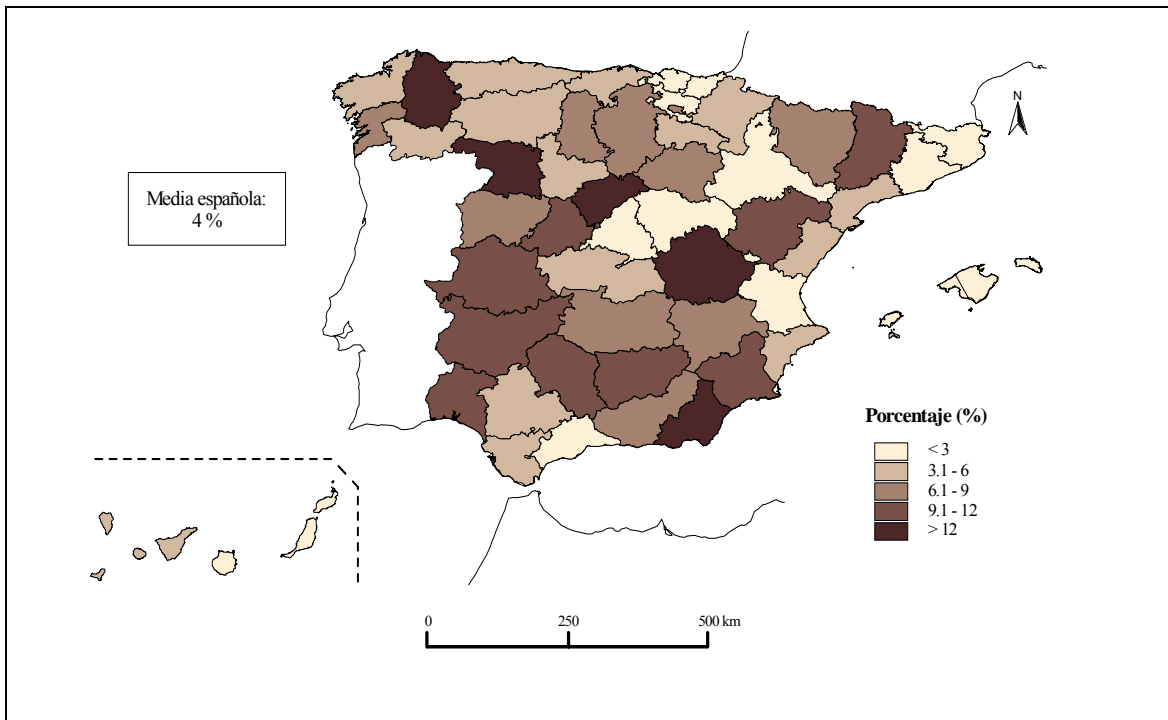 N
Media española:
4 %
Porcentaje (%)
< 3
3.1 - 6
6.1 - 9
9.1 - 12
> 12
0 250 500 km